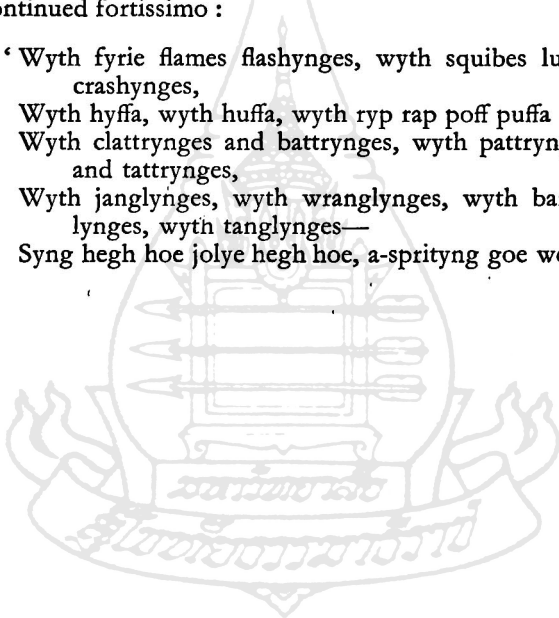 ontinued fortissimo :
‘ Wyth fyrie flames flashynges, wyth squibes lu
crashynges,
Wyth hyffa, wyth huffa, wyth ryp rap poff puffa
Wyth clattrynges and battrynges, wyth pattryn
and tattrynges,
Wyth janglynges, wyth wranglynges, wyth ba
lynges, wyth tanglynges—
Syng hegh hoe jolye hegh hoe, a-sprityng goe w